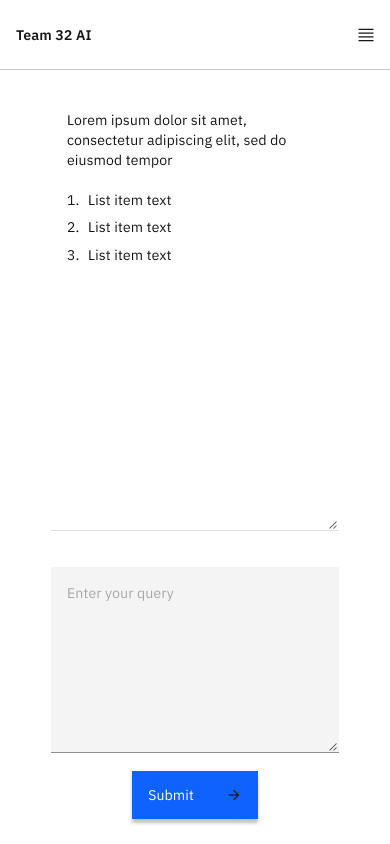 Team 32 AI
Lorem ipsum dolor sit amet,
consectetur adipiscing elit, sed do
eiusmod tempor
1. List item text
2. List item text
3. List item text
Enter your query
Submit